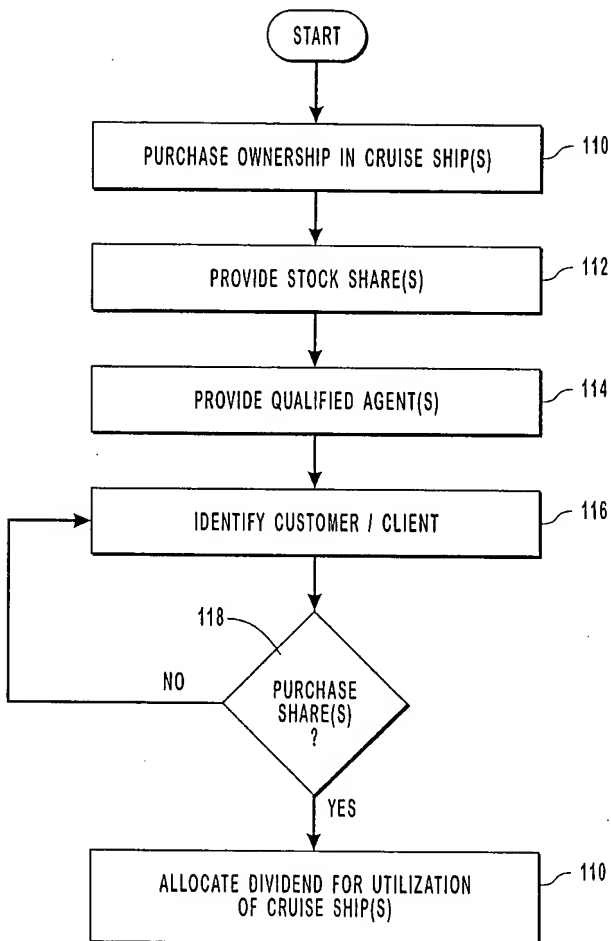 START
PURCHASE OWNERSHIP IN CRUISE SHIP(S)
110
PROVIDE STOCK SHARE(S)
112
PROVIDE QUALIFIED AGENT(S)
114
IDENTIFY CUSTOMER / CLIENT
116
118
NO
PURCHASE
SHARE(S)
?
YES
ALLOCATE DIVIDEND FOR UTILIZATION
OF CRUISE SHIP(S)
110